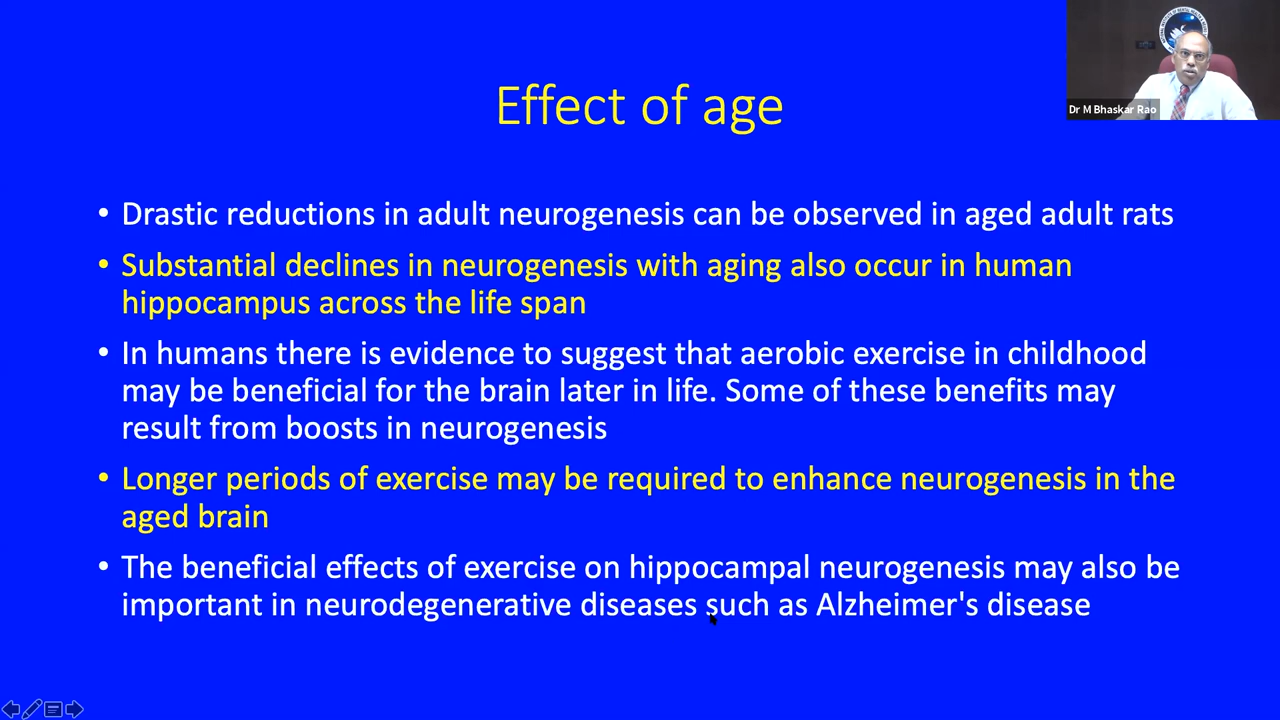 Effect of age
Dr M Bhaskar Rao
• Drastic reductions in adult neurogenesis can be observed in aged adult rats
• Substantial declines in neurogenesis with aging also occur in human
hippocampus across the life span
• In humans there is evidence to suggest that aerobic exercise in childhood
may be beneficial for the brain later in life. Some of these benefits may
result from boosts in neurogenesis
• Longer periods of exercise may be required to enhance neurogenesis in the
aged brain
• The beneficial effects of exercise on hippocampal neurogenesis may also be
important in neurodegenerative diseases such as Alzheimer's disease